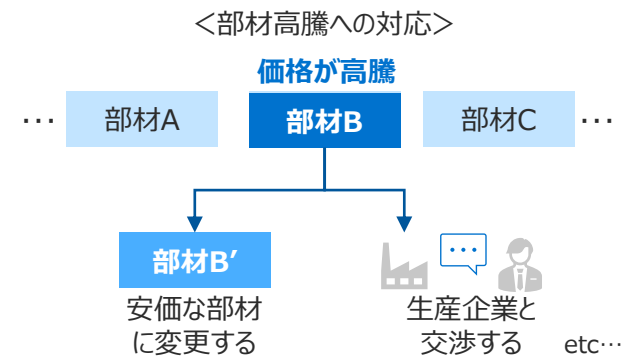 ＜部材高騰への対応＞
価格が高騰
… 部材A 部材B 部材C …
部材B′
安価な部材
に変更する
生産企業と
交渉する etc…